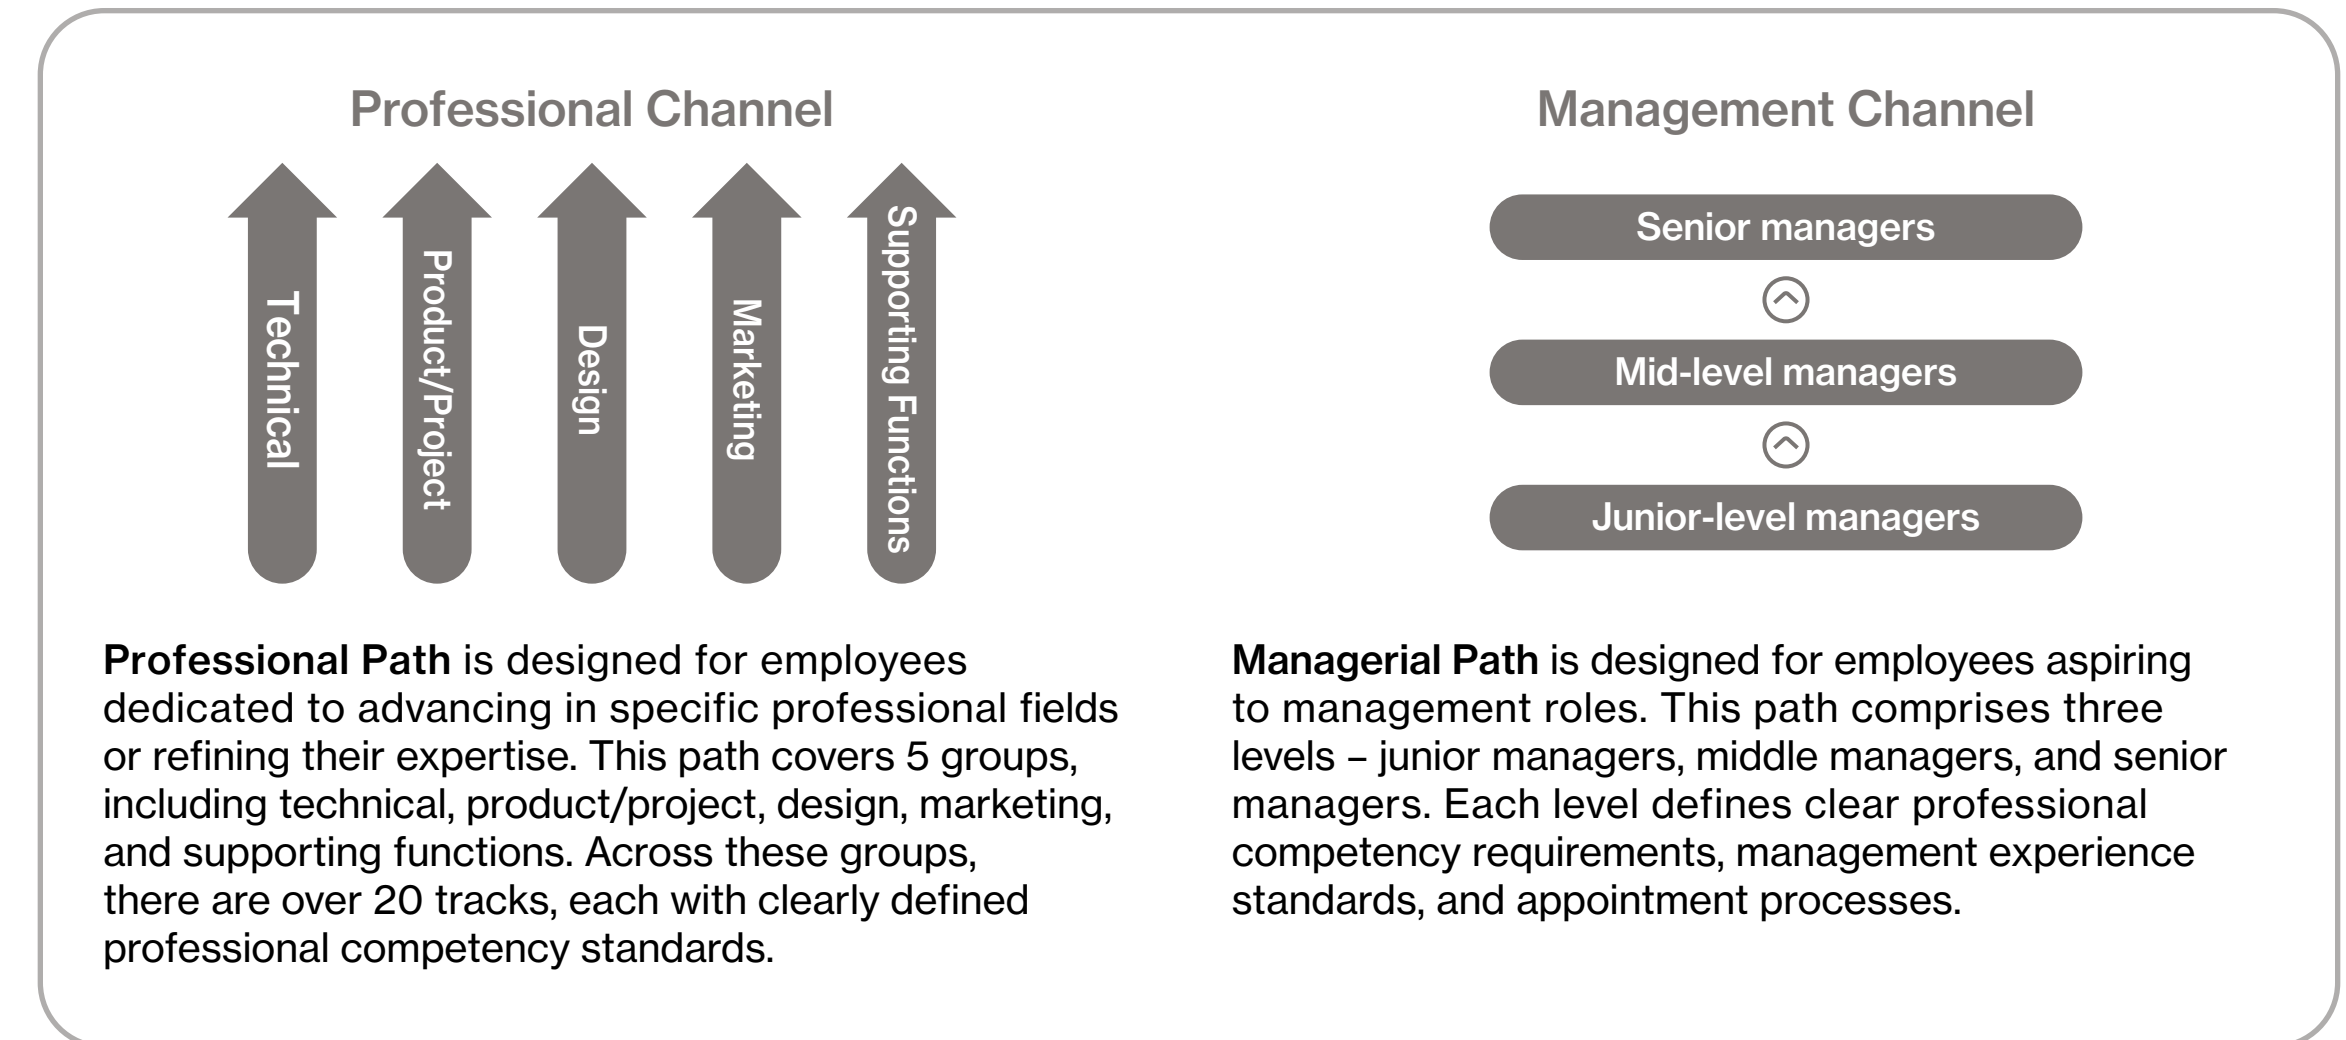 Professional Channel
Technical
Product/Project
Design
Marketing
Supporting Functions
Professional Path is designed for employees
dedicated to advancing in specific professional fields
or refining their expertise. This path covers 5 groups,
including technical, product/project, design, marketing,
and supporting functions. Across these groups,
there are over 20 tracks, each with clearly defined
professional competency standards.
Management Channel
Senior managers
Mid-level managers
Junior-level managers
Managerial Path is designed for employees aspiring
to management roles. This path comprises three
levels – junior managers, middle managers, and senior
managers. Each level defines clear professional
competency requirements, management experience
standards, and appointment processes.